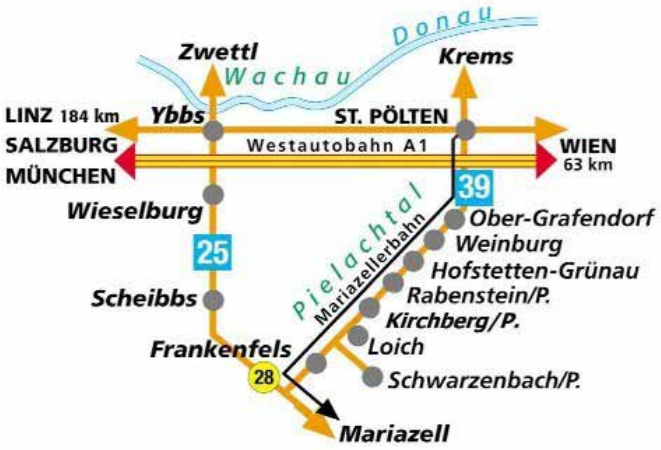 Donau
Zwettl
Krems
Wachau
LINZ 184 km
Ybbs
ST. PÖLTEN
SALZBURG
Westautobahn A1
WIEN
63 km
MÜNCHEN
39
Wieselburg
Pielachtal
Mariazellerbahn
Ober-Grafendorf
Weinburg
25
Hofstetten-Grünau
Rabenstein/P.
Scheibbs
Kirchberg/P.
Loich
Frankenfels
28
Schwarzenbach/P.
Mariazell